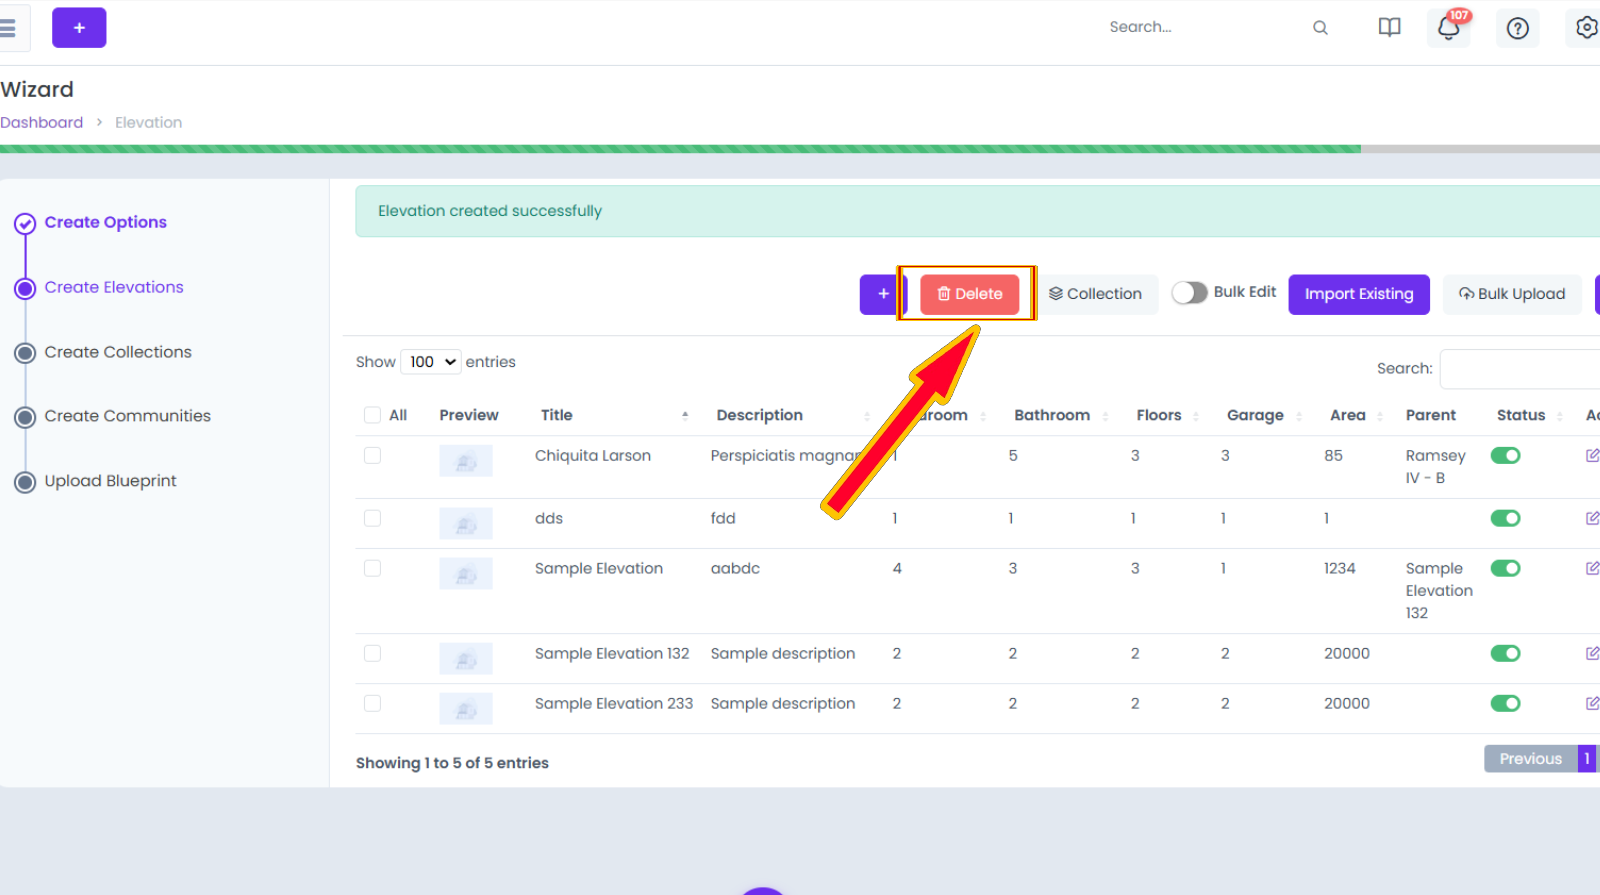 +
Search...
107
Wizard
Dashboard > Elevation
Elevation created successfully
Create Options
Create Elevations
Create Collections
Create Communities
Upload Blueprint
+ Delete Collection Bulk Edit Import Existing Bulk Upload
Show 100 entries
Search:
All Preview Title Description droom Bathroom Floors Garage Area Parent Status
Chiquita Larson Perspiciatis magnam 1 5 3 3 85 Ramsey
IV - B
dds fdd 1 1 1 1 1
Sample Elevation aabdc 4 3 3 1 1234 Sample
Elevation
132
Sample Elevation 132 Sample description 2 2 2 2 20000
Sample Elevation 233 Sample description 2 2 2 2 20000
Showing 1 to 5 of 5 entries
Previous 1